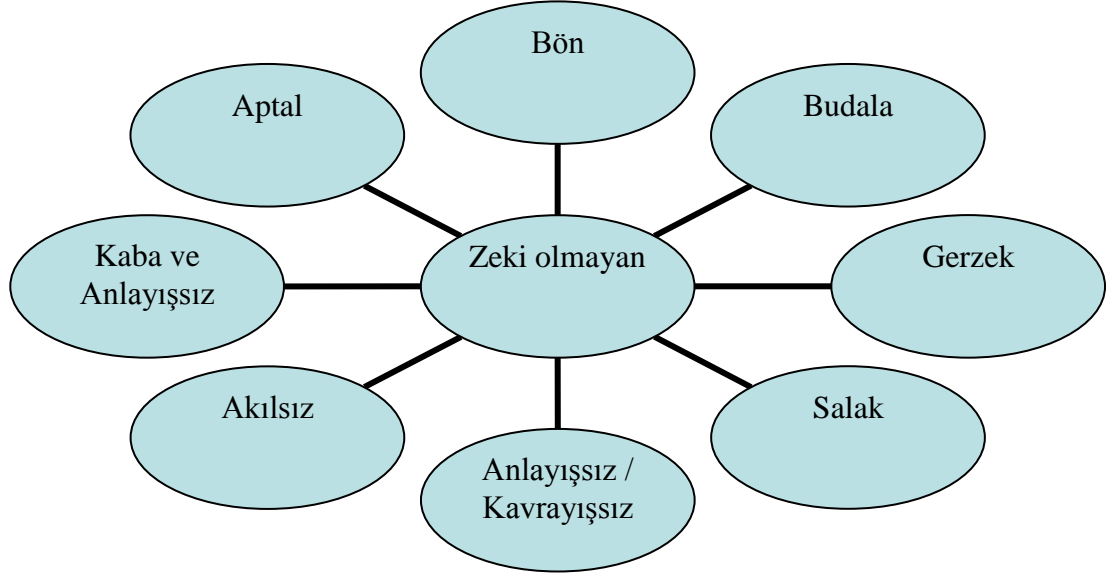 Bön
Aptal
Budala
Kaba ve
Anlayışsız
Zeki olmayan
Gerzek
Akılsız
Salak
Anlayışsız /
Kavrayışsız